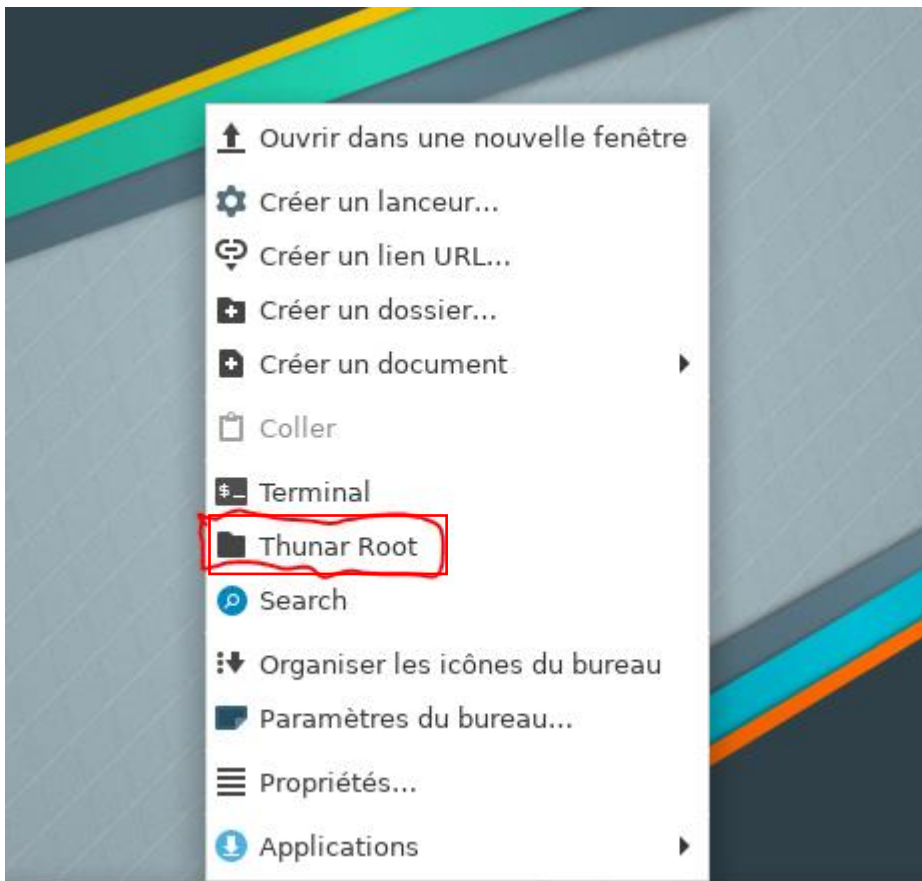 Ouvrir dans une nouvelle fenêtre
Créer un lanceur...
Créer un lien URL...
Créer un dossier...
Créer un document
Coller
$_ Terminal
Thunar Root
Search
Organiser les icônes du bureau
Paramètres du bureau...
Propriétés...
Applications